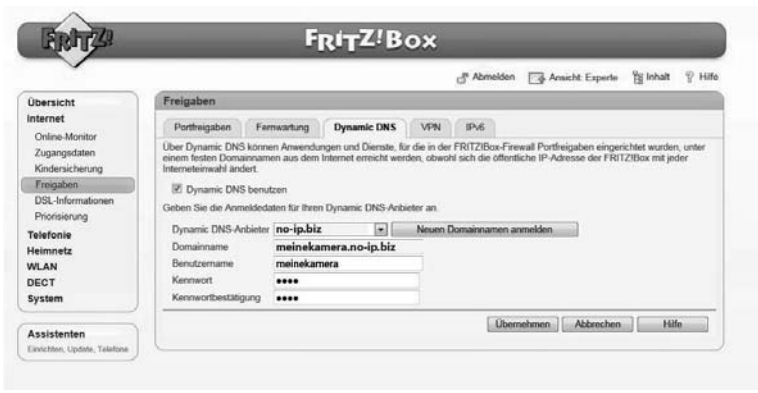 FRITZ!
FRITZ!Box
Abmelden
Ansicht: Experte
Inhalt
Hilfe
Übersicht
Internet
Online-Monitor
Zugangsdaten
Kindersicherung
Freigaben
DSL-Informationen
Priorisierung
Telefonie
Heimnetz
WLAN
DECT
System
Assistenten
Einrichten, Update, Telefone
Freigaben
Portfreigaben
Fernwartung
Dynamic DNS
VPN
IPv6
Über Dynamic DNS können Anwendungen und Dienste, für die in der FRITZ!Box-Firewall Portfreigaben eingerichtet wurden, unter
einem festen Domainnamen aus dem Internet erreicht werden, obwohl sich die öffentliche IP-Adresse der FRITZ!Box mit jeder
Interneteinwahl ändert.
Dynamic DNS benutzen
Geben Sie die Anmeldedaten für Ihren Dynamic DNS-Anbieter an.
Dynamic DNS-Anbieter no-ip.biz Neuen Domainnamen anmelden
Domainname meinekamera.no-ip.biz
Benutzername meinekamera
Kennwort ●●●●
Kennwortbestätigung ●●●●
Übernehmen
Abbrechen
Hilfe